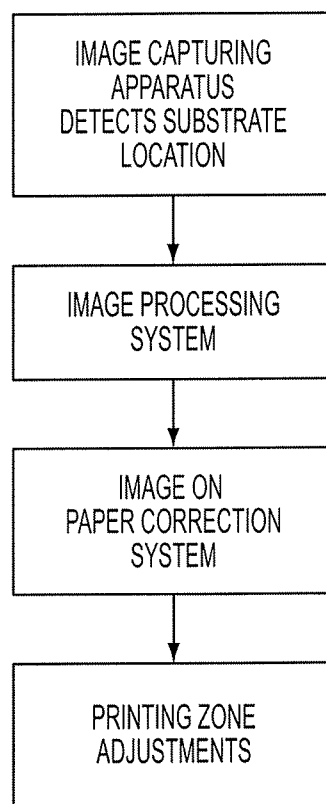 IMAGE CAPTURING
APPARATUS
DETECTS SUBSTRATE
LOCATION
IMAGE PROCESSING
SYSTEM
IMAGE ON
PAPER CORRECTION
SYSTEM
PRINTING ZONE
ADJUSTMENTS